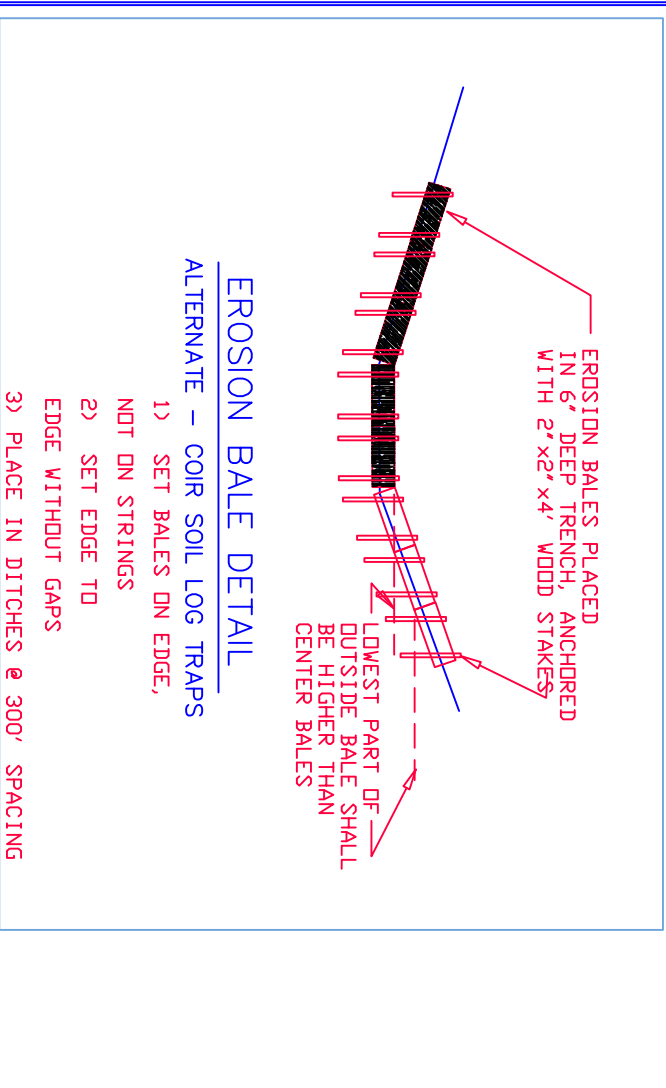 EROSION BALES PLACED
IN 6" DEEP TRENCH, ANCHORED
WITH 2"x2"x4' WOOD STAKES
LOWEST PART OF
OUTSIDE BALE SHALL
BE HIGHER THAN
CENTER BALES
EROSION BALE DETAIL
ALTERNATE - COIR SOIL LOG TRAPS
1) SET BALES ON EDGE,
NOT ON STRINGS
2) SET EDGE TO
EDGE WITHOUT GAPS
3) PLACE IN DITCHES @ 300' SPACING